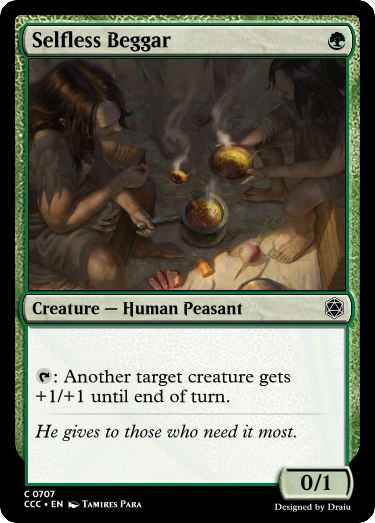 Selfless Beggar
Creature — Human Peasant
: Another target creature gets
+1/+1 until end of turn.
He gives to those who need it most.
0/1
C 0707
CCC • EN Tamires Para
Designed by Draiu